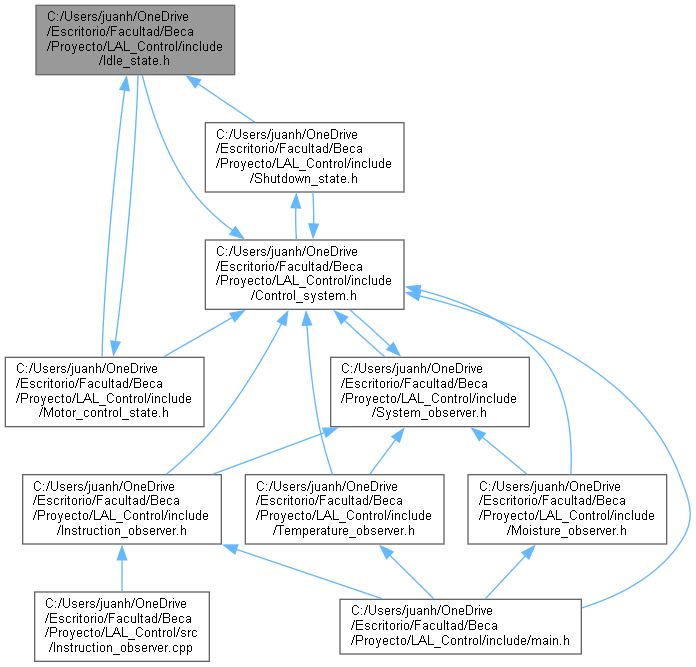 C:/Users/juanh/OneDrive
/Escritorio/Facultad/Beca
/Proyecto/LAL_Control/include
/Idle_state.h
C:/Users/juanh/OneDrive
/Escritorio/Facultad/Beca
/Proyecto/LAL_Control/include
/Shutdown_state.h
C:/Users/juanh/OneDrive
/Escritorio/Facultad/Beca
/Proyecto/LAL_Control/include
/Control_system.h
C:/Users/juanh/OneDrive
/Escritorio/Facultad/Beca
/Proyecto/LAL_Control/include
/Motor_control_state.h
C:/Users/juanh/OneDrive
/Escritorio/Facultad/Beca
/Proyecto/LAL_Control/include
/System_observer.h
C:/Users/juanh/OneDrive
/Escritorio/Facultad/Beca
/Proyecto/LAL_Control/include
/Instruction_observer.h
C:/Users/juanh/OneDrive
/Escritorio/Facultad/Beca
/Proyecto/LAL_Control/include
/Temperature_observer.h
C:/Users/juanh/OneDrive
/Escritorio/Facultad/Beca
/Proyecto/LAL_Control/include
/Moisture_observer.h
C:/Users/juanh/OneDrive
/Escritorio/Facultad/Beca
/Proyecto/LAL_Control/src
/Instruction_observer.cpp
C:/Users/juanh/OneDrive
/Escritorio/Facultad/Beca
/Proyecto/LAL_Control/include/main.h